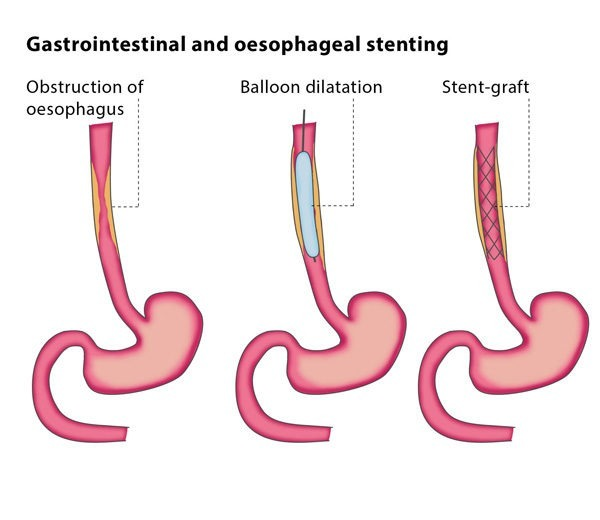 Gastrointestinal and oesophageal stenting
Obstruction of
oesophagus
Balloon dilatation
Stent-graft